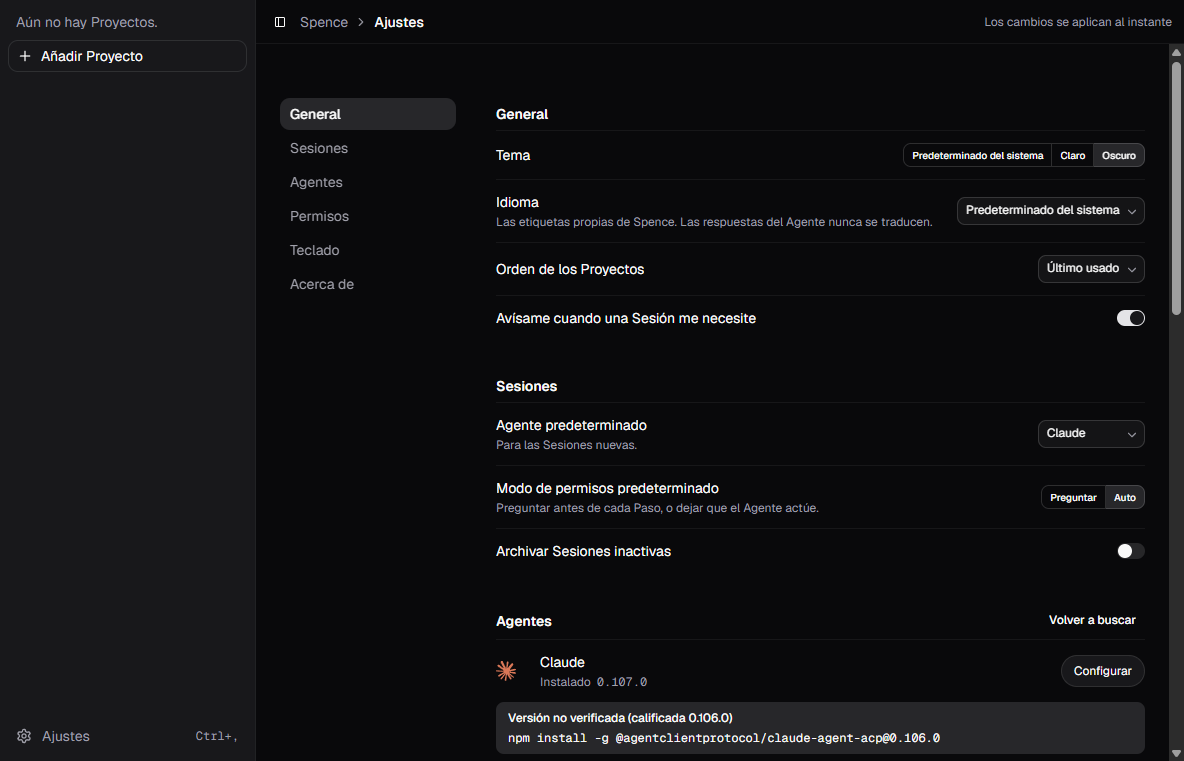 Aún no hay Proyectos.
Añadir Proyecto
Spence > Ajustes
Los cambios se aplican al instante
General
Sesiones
Agentes
Permisos
Teclado
Acerca de
General
Tema
Predeterminado del sistema Claro Oscuro
Idioma
Las etiquetas propias de Spence. Las respuestas del Agente nunca se traducen.
Predeterminado del sistema
Orden de los Proyectos
Último usado
Avísame cuando una Sesión me necesite
Sesiones
Agente predeterminado
Para las Sesiones nuevas.
Claude
Modo de permisos predeterminado
Preguntar antes de cada Paso, o dejar que el Agente actúe.
Preguntar Auto
Archivar Sesiones inactivas
Agentes
Volver a buscar
Claude
Instalado 0.107.0
Configurar
Versión no verificada (calificada 0.106.0)
npm install -g @agentclientprotocol/claude-agent-acp@0.106.0
Ajustes
Ctrl+,